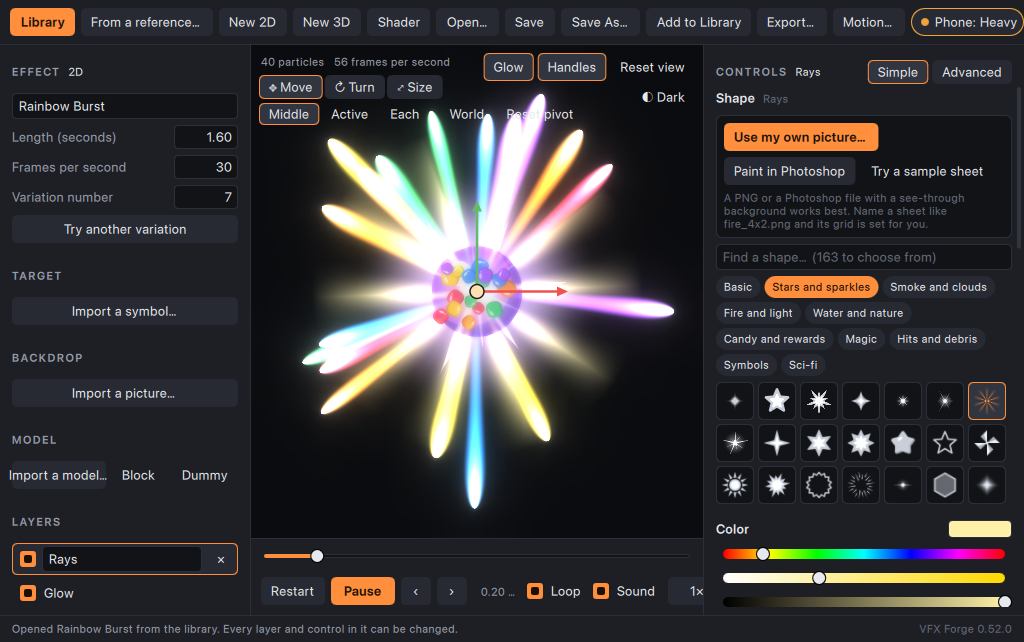 Library From a reference... New 2D New 3D Shader Open... Save Save As... Add to Library Export... Motion... Phone: Heavy
EFFECT 2D
Rainbow Burst
Length (seconds) 1.60
Frames per second 30
Variation number 7
Try another variation
TARGET
Import a symbol...
BACKDROP
Import a picture...
MODEL
Import a model... Block Dummy
LAYERS
Rays ×
Glow
40 particles 56 frames per second
Glow Handles Reset view
Move Turn Size
Dark
Middle Active Each World Reset pivot
Restart Pause ‹ › 0.20 ... Loop Sound 1×
CONTROLS Rays Simple Advanced
Shape Rays
Use my own picture...
Paint in Photoshop Try a sample sheet
A PNG or a Photoshop file with a see-through
background works best. Name a sheet like
fire_4x2.png and its grid is set for you.
Find a shape... (163 to choose from)
Basic Stars and sparkles Smoke and clouds
Fire and light Water and nature
Candy and rewards Magic Hits and debris
Symbols Sci-fi
Color
Opened Rainbow Burst from the library. Every layer and control in it can be changed. VFX Forge 0.52.0